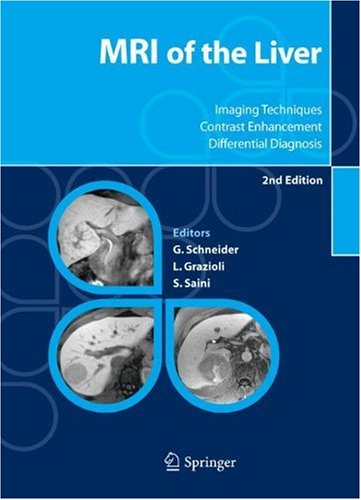 MRI of the Liver
Imaging Techniques
Contrast Enhancement
Differential Diagnosis
2nd Edition
Editors
G. Schneider
L. Grazioli
S. Saini
Springer